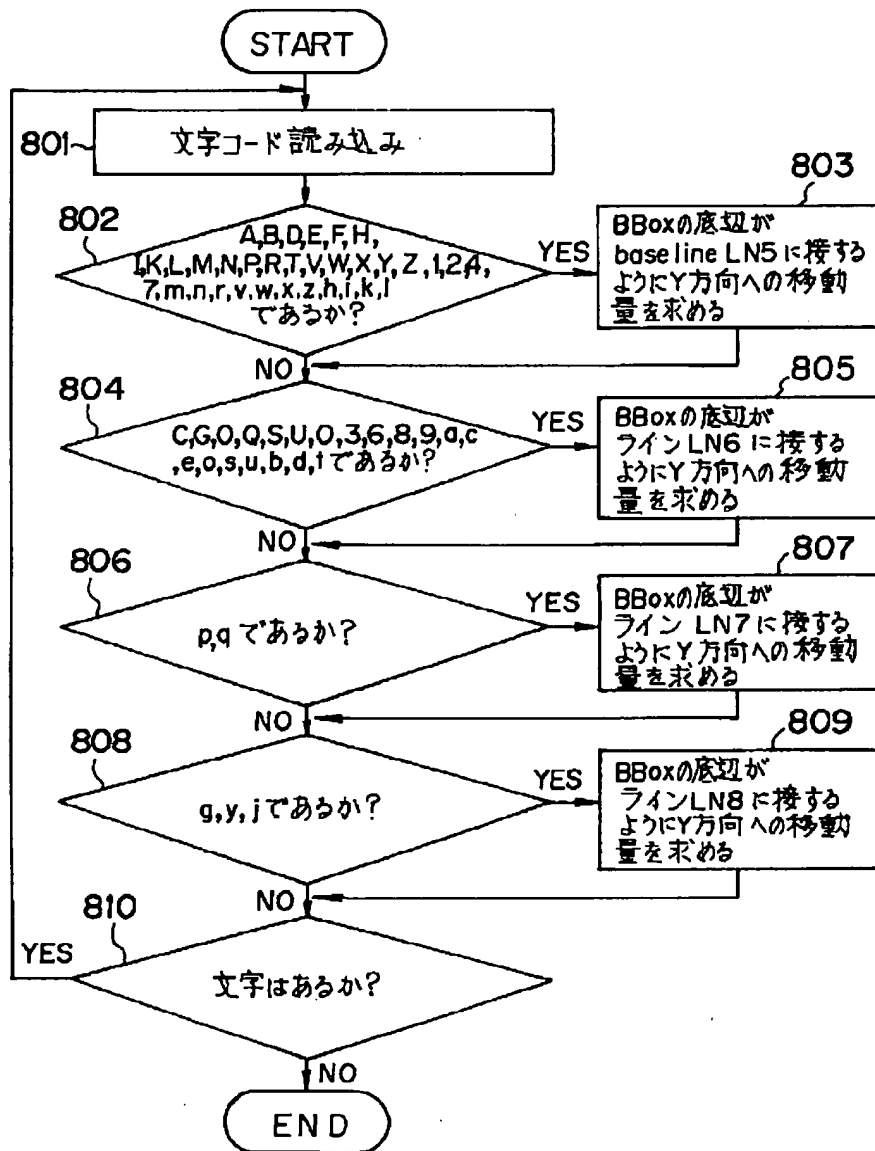 START
801
文字コード読み込み
802
A,B,D,E,F,H,
I,K,L,M,N,P,R,T,V,W,X,Y,Z,1,2,4,
7,m,n,r,v,w,x,z,h,i,k,l
であるか?
YES
803
BBoxの底辺が
baseline LN5に接する
ようにY方向への移動
量を求める
NO
804
C,G,O,Q,S,U,0,3,6,8,9,a,c
,e,o,s,u,b,d,tであるか?
YES
805
BBoxの底辺が
ラインLN6に接する
ようにY方向への移動
量を求める
NO
806
p,qであるか?
YES
807
BBoxの底辺が
ライン LN7に接する
ようにY方向への移動
量を求める
NO
808
g,y,jであるか?
YES
809
BBoxの底辺が
ラインLN8に接する
ようにY方向への移動
量を求める
NO
810
YES
文字はあるか?
NO
END